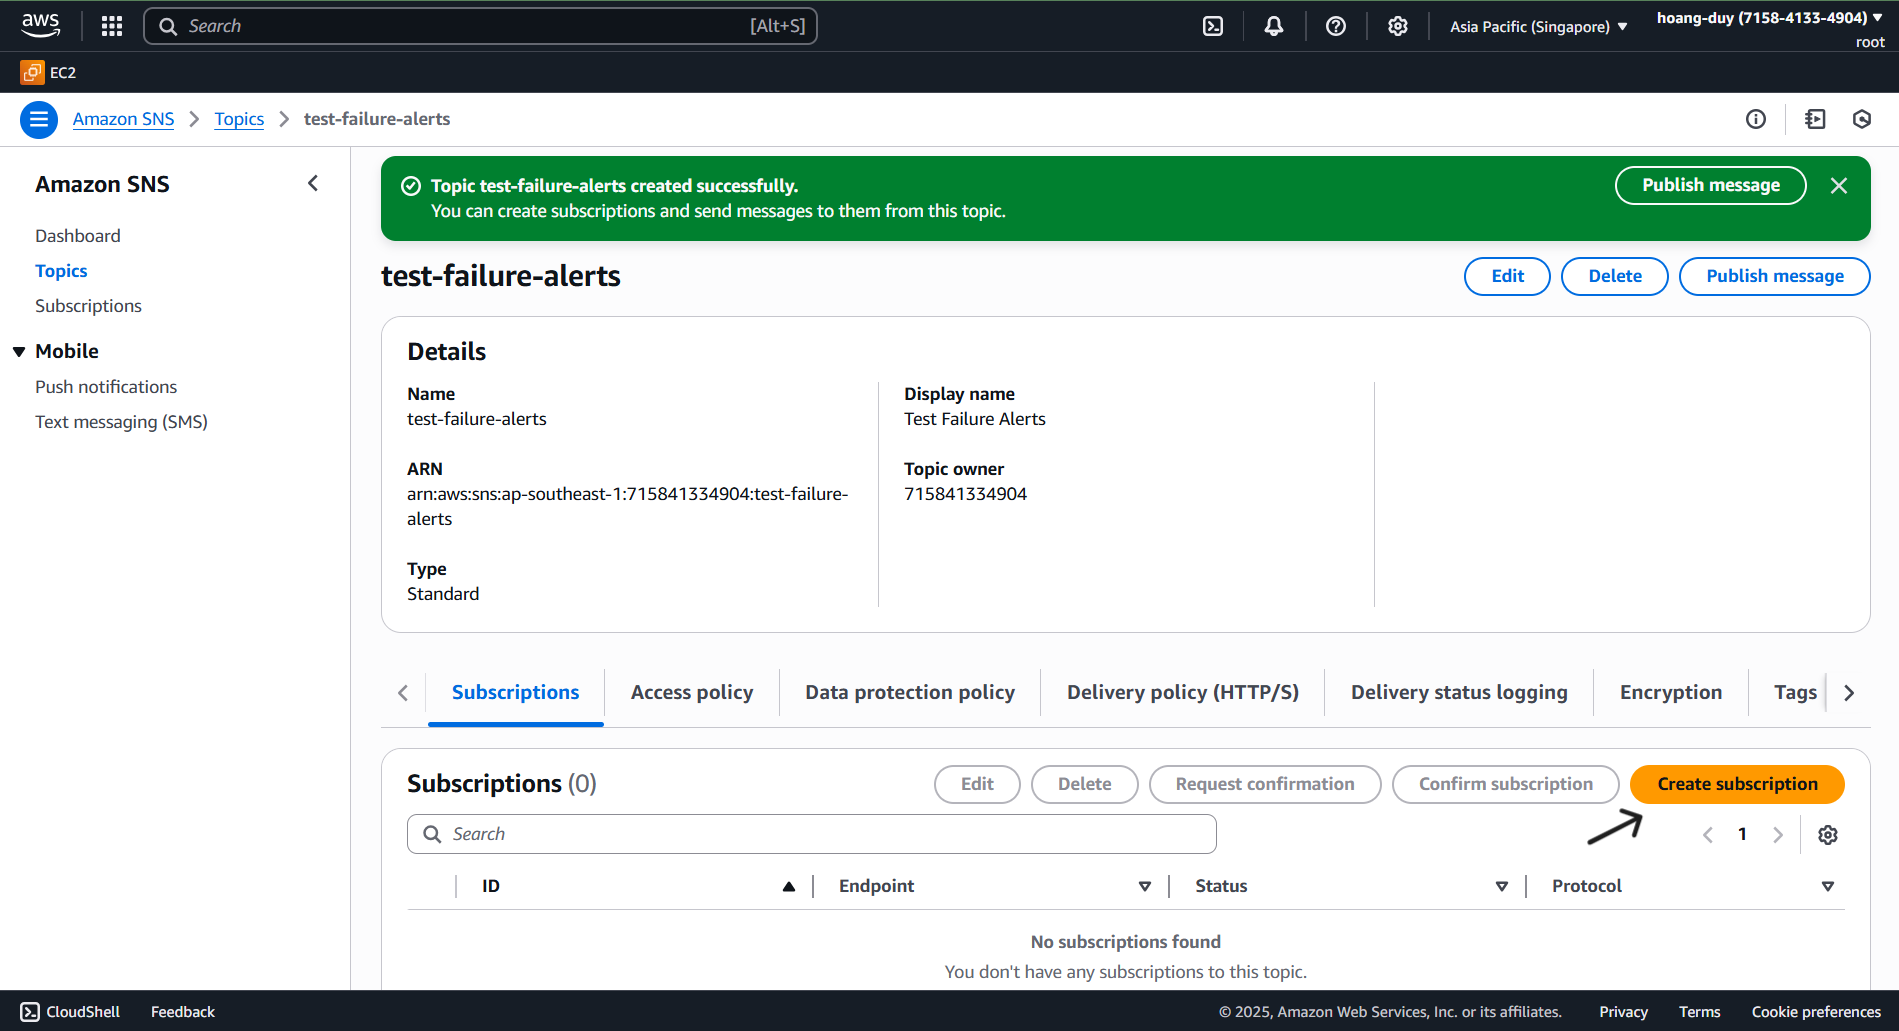 aws
Search
[Alt+S]
Asia Pacific (Singapore)
hoang-duy (7158-4133-4904)
root
EC2
Amazon SNS
Topics
test-failure-alerts
Amazon SNS
Dashboard
Topics
Subscriptions
Mobile
Push notifications
Text messaging (SMS)
Topic test-failure-alerts created successfully.
You can create subscriptions and send messages to them from this topic.
Publish message
test-failure-alerts
Edit
Delete
Publish message
Details
Name
test-failure-alerts
ARN
arn:aws:sns:ap-southeast-1:715841334904:test-failure-
alerts
Type
Standard
Display name
Test Failure Alerts
Topic owner
715841334904
Subscriptions
Access policy
Data protection policy
Delivery policy (HTTP/S)
Delivery status logging
Encryption
Tags
Subscriptions (0)
Edit
Delete
Request confirmation
Confirm subscription
Create subscription
Search
1
ID
Endpoint
Status
Protocol
No subscriptions found
You don't have any subscriptions to this topic.
CloudShell
Feedback
© 2025, Amazon Web Services, Inc. or its affiliates.
Privacy
Terms
Cookie preferences